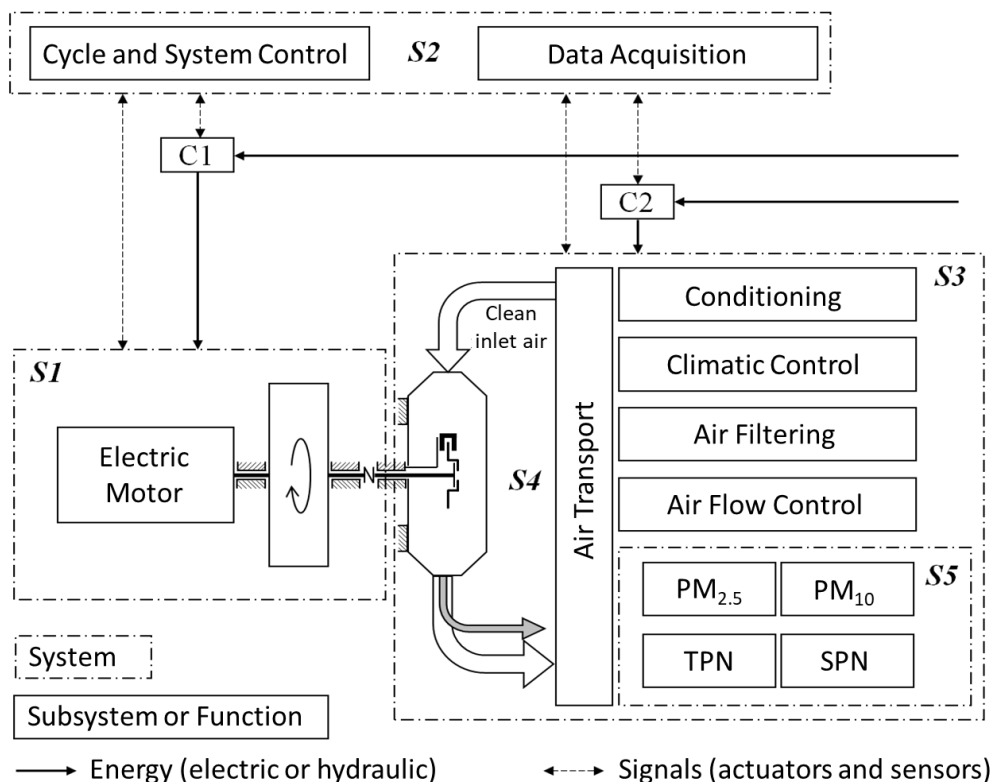 Cycle and System Control
S2
Data Acquisition
C1
C2
S3
Conditioning
Clean
inlet air
Climatic Control
S1
Air Filtering
Electric
Motor
S4
Air Transport
Air Flow Control
S5
PM2.5
PM10
TPN
SPN
System
Subsystem or Function
Energy (electric or hydraulic)
Signals (actuators and sensors)